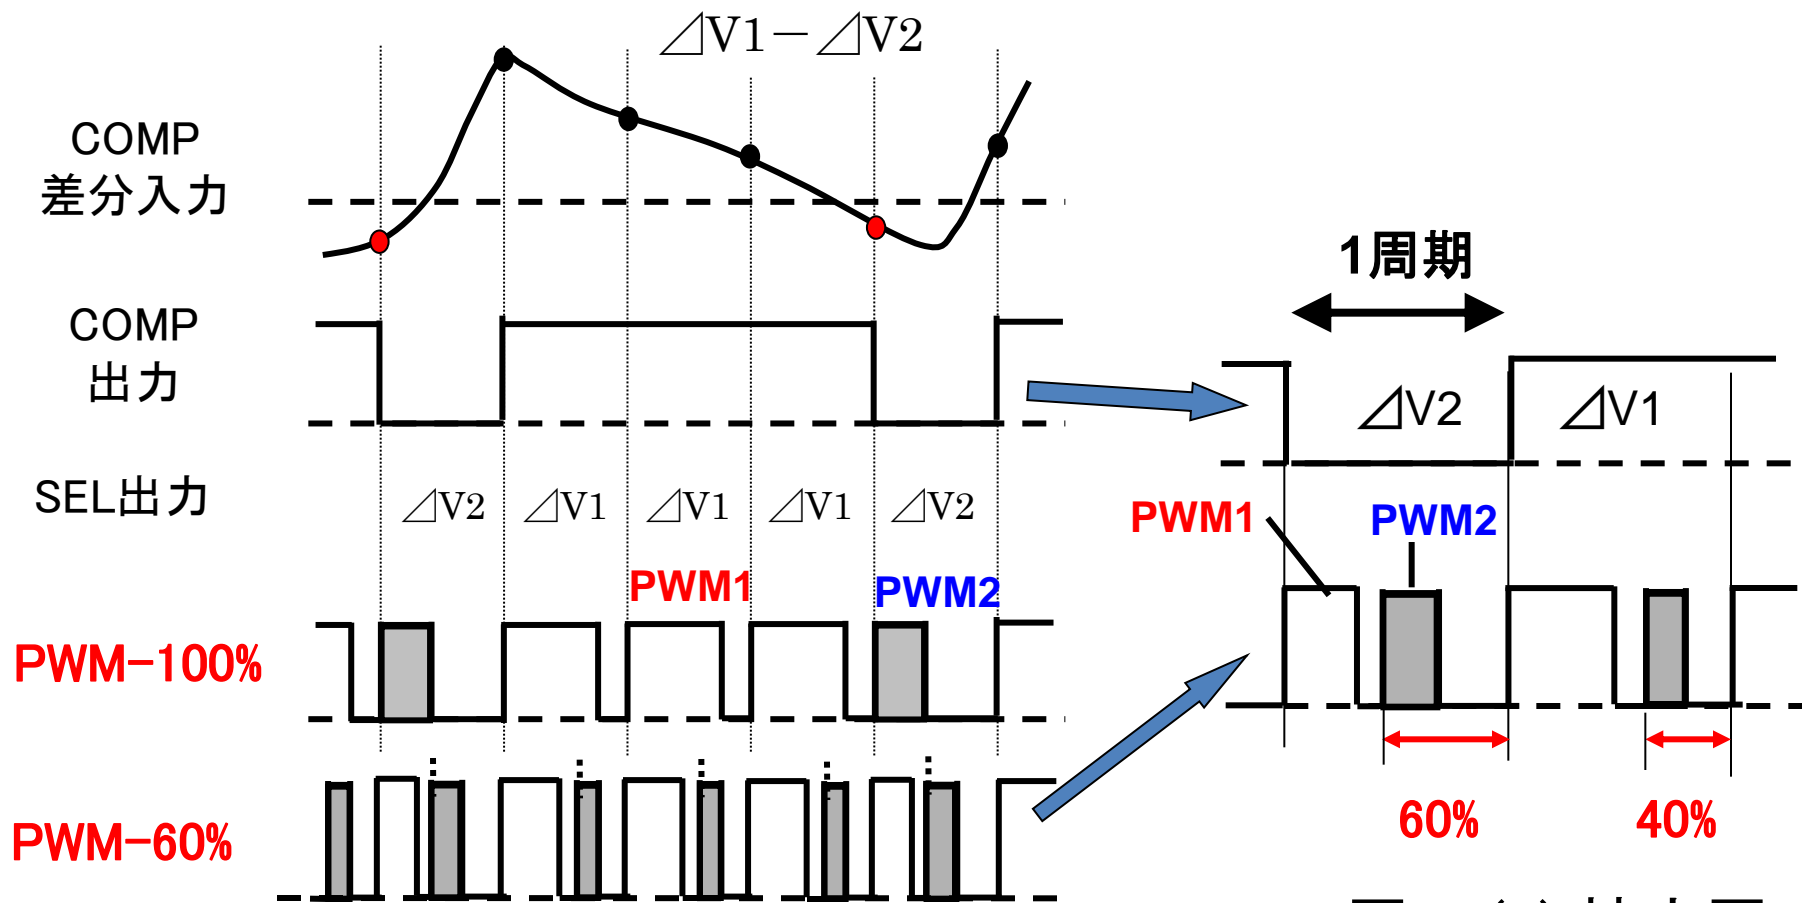 ⊿V1－⊿V2
COMP
差分入力
COMP
出力
SEL出力
⊿V2 ⊿V1 ⊿V1 ⊿V1 ⊿V2
PWM1 PWM2
PWM−100%
PWM−60%
1周期
⊿V2 ⊿V1
PWM1 PWM2
60% 40%